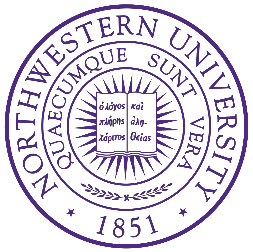 NORTHWESTERN UNIVERSITY
QUAECUMQUE SUNT VERA
ὁ λόγος
πλήρης
χάριτος
καὶ
ἀλη-
θείας
1851